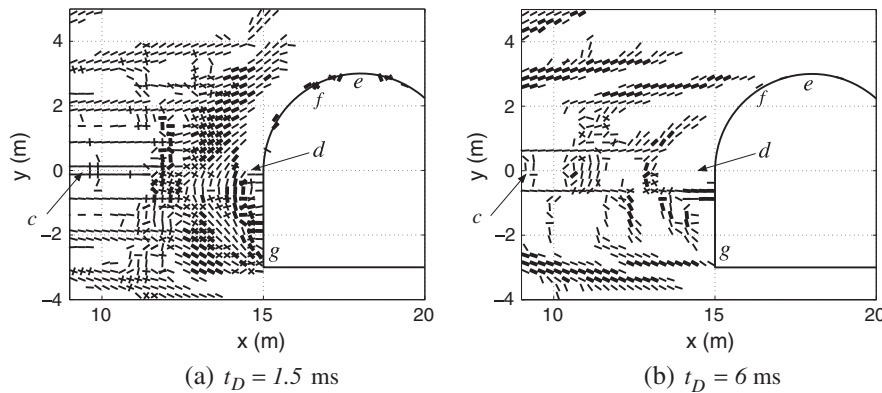 4
2
0
−2
−4
y (m)
10
15
20
x (m)
c
d
e
f
g
(a) t_D = 1.5 ms
4
2
0
−2
−4
y (m)
10
15
20
x (m)
c
d
e
f
g
(b) t_D = 6 ms